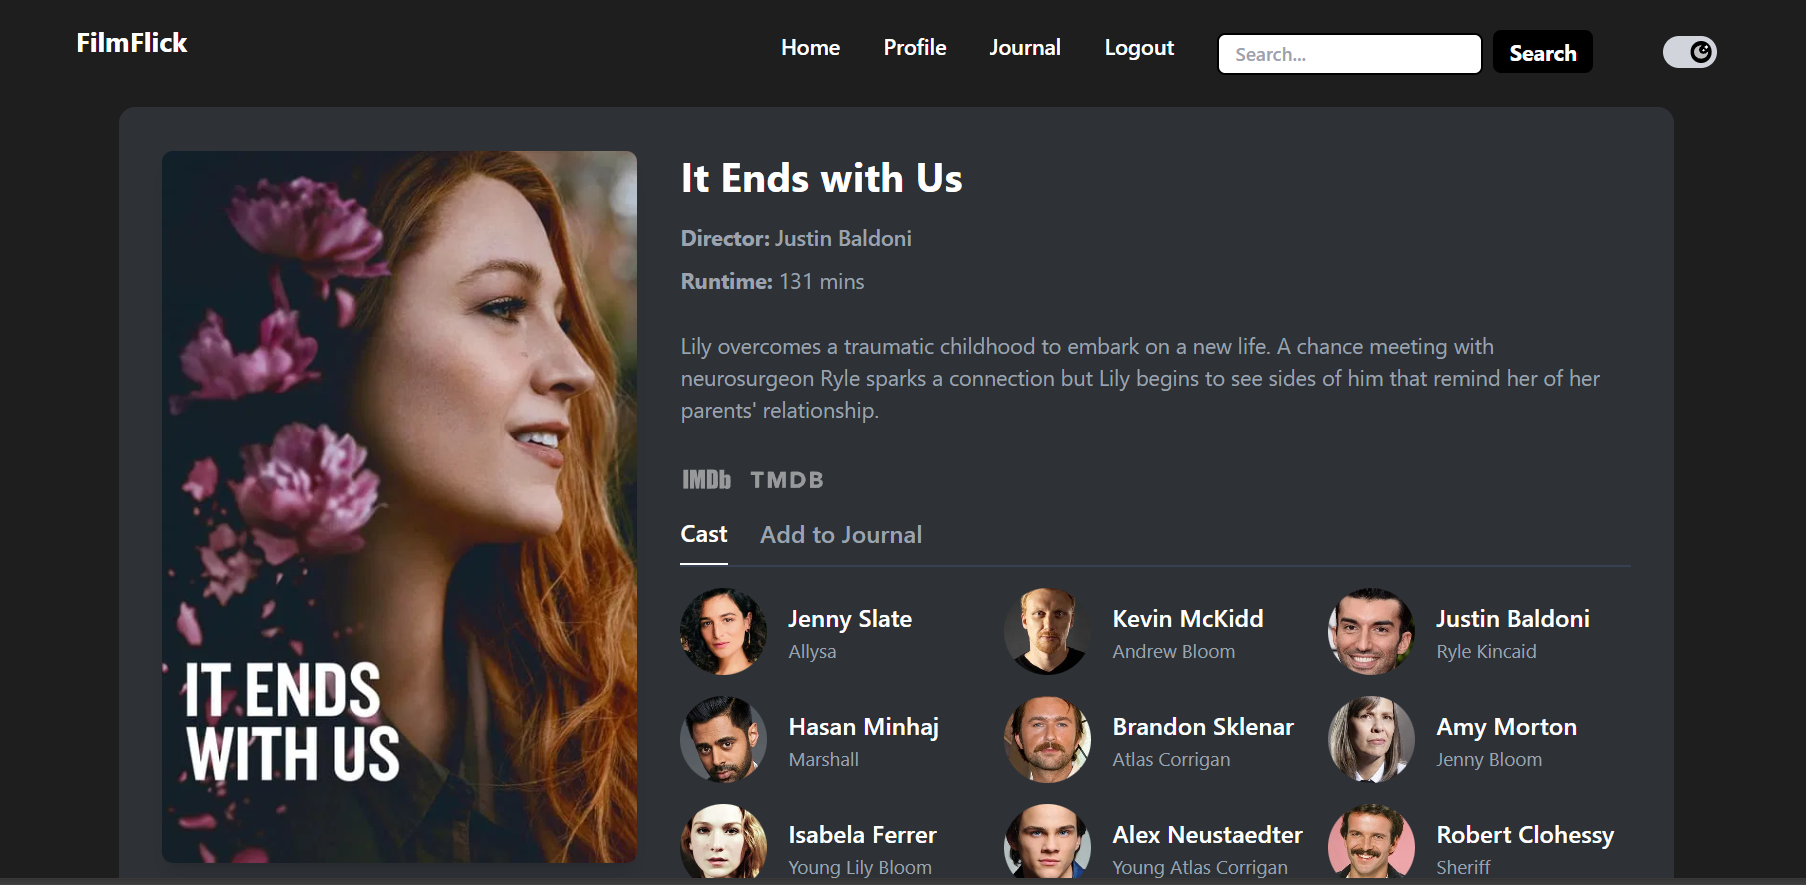 FilmFlick
Home
Profile
Journal
Logout
Search...
Search
It Ends with Us
Director: Justin Baldoni
Runtime: 131 mins
Lily overcomes a traumatic childhood to embark on a new life. A chance meeting with
neurosurgeon Ryle sparks a connection but Lily begins to see sides of him that remind her of her
parents' relationship.
IMDb
TMDB
Cast
Add to Journal
Jenny Slate
Allysa
Kevin McKidd
Andrew Bloom
Justin Baldoni
Ryle Kincaid
Hasan Minhaj
Marshall
Brandon Sklenar
Atlas Corrigan
Amy Morton
Jenny Bloom
Isabela Ferrer
Young Lily Bloom
Alex Neustaedter
Young Atlas Corrigan
Robert Clohessy
Sheriff
IT ENDS
WITH US